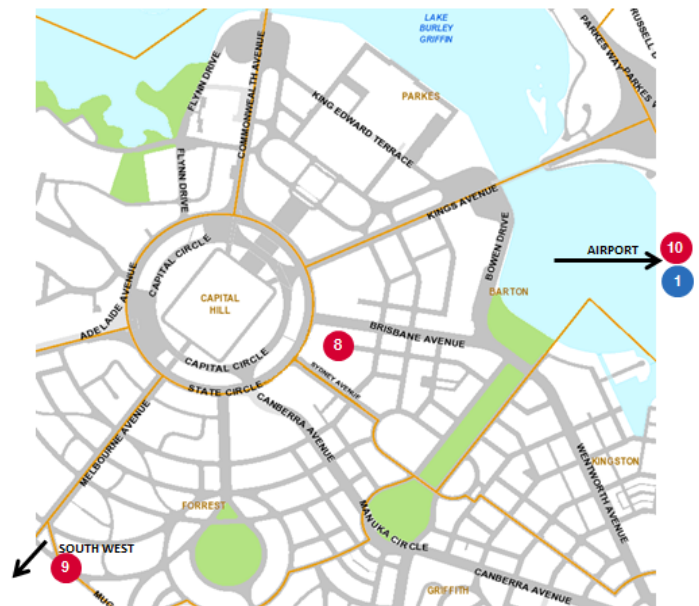 LAKE
BURLEY
GRIFFIN
PARKES WAY
RUSSELL D
PARKES W
FLYNN DRIVE
COMMONWEALTH AVENUE
PARKES
KING EDWARD TERRACE
FLYNN DRIVE
KINGS AVENUE
BOWEN DRIVE
AIRPORT
10
1
CAPITAL CIRCLE
ADELAIDE AVENUE
CAPITAL
HILL
BARTON
BRISBANE AVENUE
8
CAPITAL CIRCLE
STATE CIRCLE
SYDNEY AVENUE
CANBERRA AVENUE
MELBOURNE AVENUE
WENTWORTH AVENUE
KINGSTON
FORREST
MANUKA CIRCLE
SOUTH WEST
9
MUG
GRIFFITH
CANBERRA AVENUE